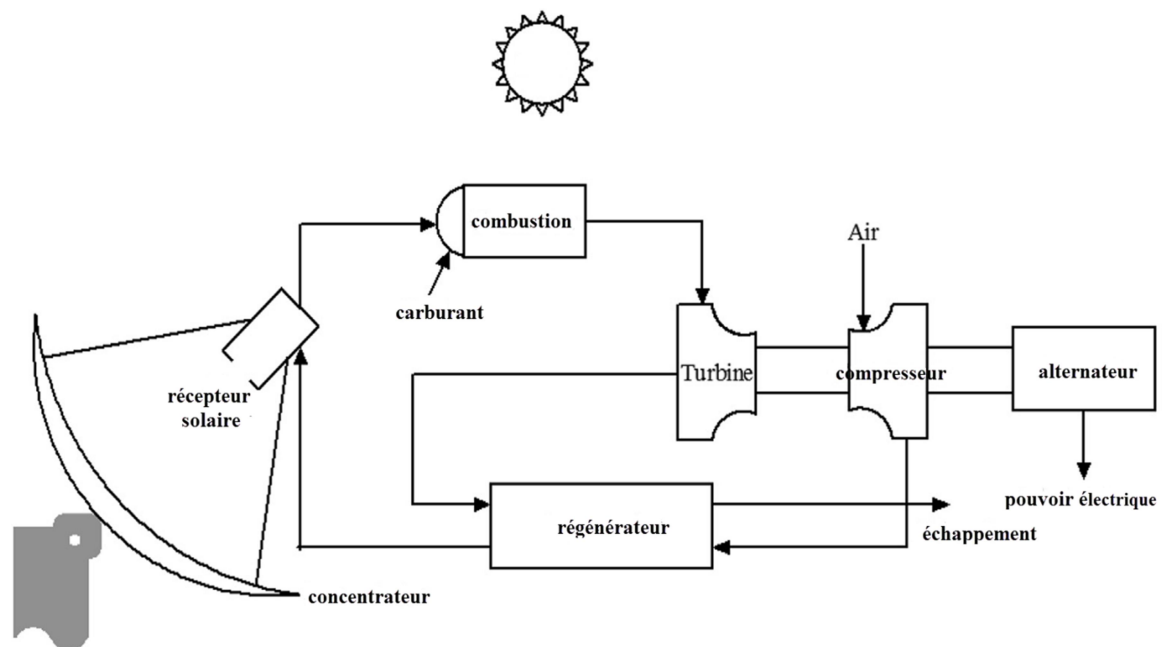 combustion
Air
carburant
Turbine
compresseur
alternateur
récepteur
solaire
pouvoir électrique
régénérateur
échappement
concentrateur